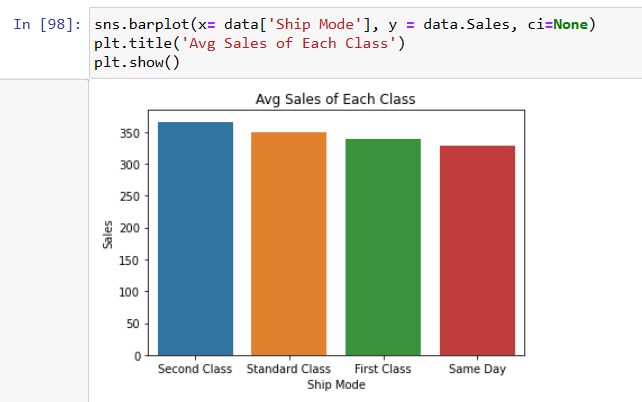 In [98]: sns.barplot(x= data['Ship Mode'], y = data.Sales, ci=None)
plt.title('Avg Sales of Each Class')
plt.show()
Avg Sales of Each Class
350
300
250
200
150
100
50
0
Sales
Second Class Standard Class First Class Same Day
Ship Mode